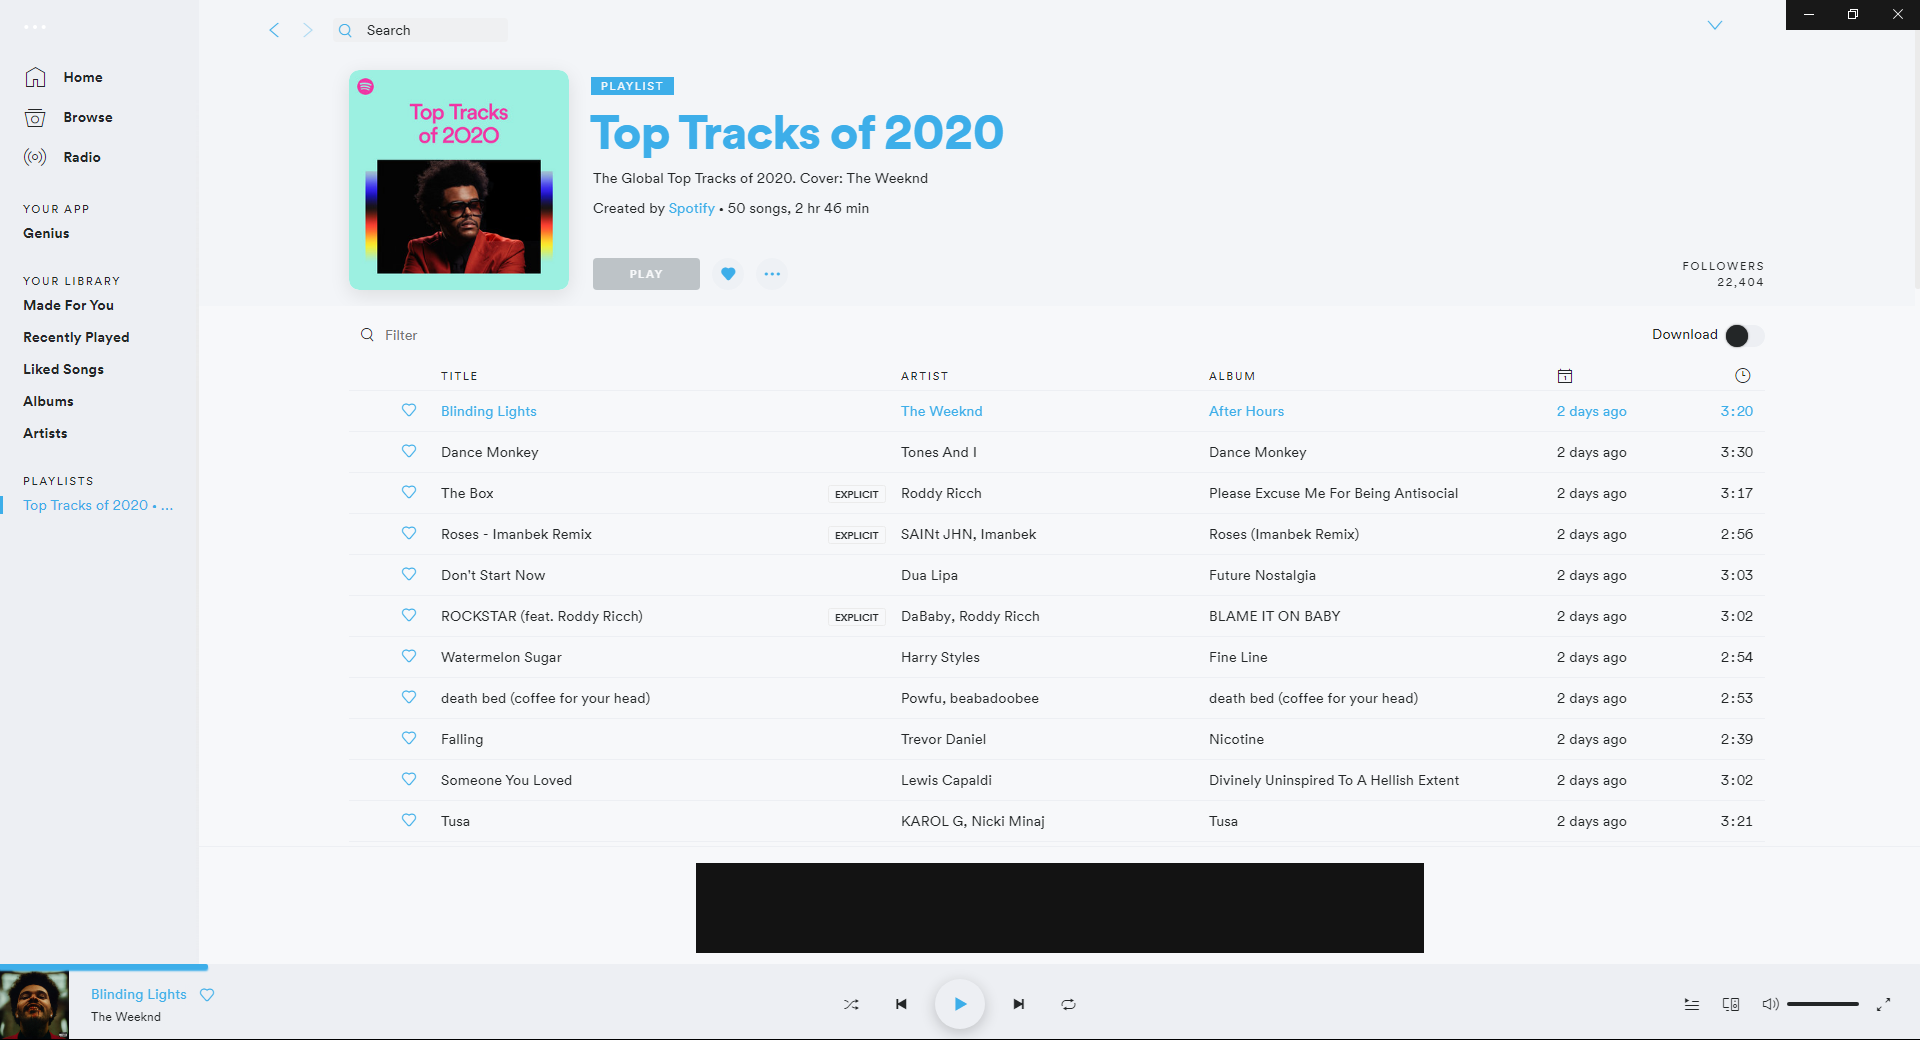 Search
Home
Browse
Radio
YOUR APP
Genius
YOUR LIBRARY
Made For You
Recently Played
Liked Songs
Albums
Artists
PLAYLISTS
Top Tracks of 2020 • ...
Top Tracks
of 2020
PLAYLIST
Top Tracks of 2020
The Global Top Tracks of 2020. Cover: The Weeknd
Created by Spotify • 50 songs, 2 hr 46 min
PLAY
FOLLOWERS
22,404
Filter
Download
TITLE ARTIST ALBUM
Blinding Lights The Weeknd After Hours 2 days ago 3:20
Dance Monkey Tones And I Dance Monkey 2 days ago 3:30
The Box EXPLICIT Roddy Ricch Please Excuse Me For Being Antisocial 2 days ago 3:17
Roses - Imanbek Remix EXPLICIT SAINt JHN, Imanbek Roses (Imanbek Remix) 2 days ago 2:56
Don't Start Now Dua Lipa Future Nostalgia 2 days ago 3:03
ROCKSTAR (feat. Roddy Ricch) EXPLICIT DaBaby, Roddy Ricch BLAME IT ON BABY 2 days ago 3:02
Watermelon Sugar Harry Styles Fine Line 2 days ago 2:54
death bed (coffee for your head) Powfu, beabadoobee death bed (coffee for your head) 2 days ago 2:53
Falling Trevor Daniel Nicotine 2 days ago 2:39
Someone You Loved Lewis Capaldi Divinely Uninspired To A Hellish Extent 2 days ago 3:02
Tusa KAROL G, Nicki Minaj Tusa 2 days ago 3:21
Blinding Lights
The Weeknd